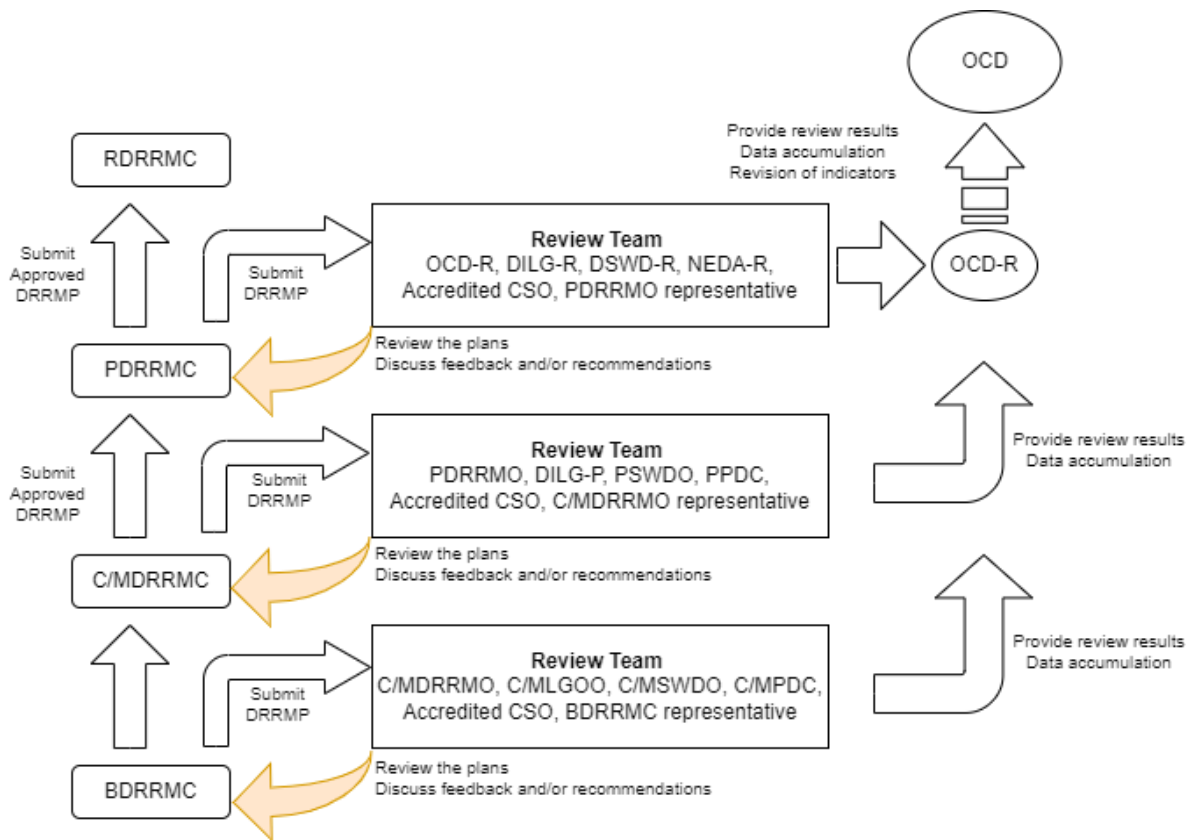 OCD
Provide review results
Data accumulation
Revision of indicators
RDRRMC
Submit
Approved
DRRMP
Submit
DRRMP
Review Team
OCD-R, DILG-R, DSWD-R, NEDA-R,
Accredited CSO, PDRRMO representative
OCD-R
PDRRMC
Review the plans
Discuss feedback and/or recommendations
Submit
Approved
DRRMP
Submit
DRRMP
Review Team
PDRRMO, DILG-P, PSWDO, PPDC,
Accredited CSO, C/MDRRMO representative
Provide review results
Data accumulation
C/MDRRMC
Review the plans
Discuss feedback and/or recommendations
Submit
DRRMP
Review Team
C/MDRRMO, C/MLGOO, C/MSWDO, C/MPDC,
Accredited CSO, BDRRMC representative
Provide review results
Data accumulation
BDRRMC
Review the plans
Discuss feedback and/or recommendations